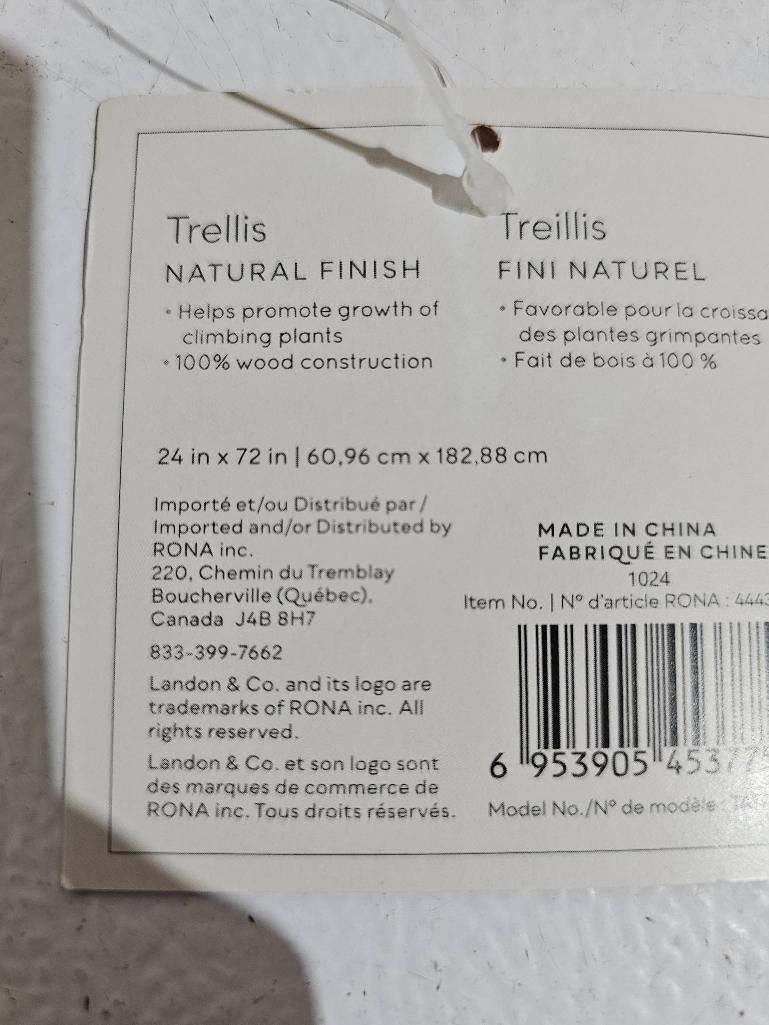 Trellis
NATURAL FINISH
• Helps promote growth of
climbing plants
• 100% wood construction
Treillis
FINI NATUREL
• Favorable pour la croissa
des plantes grimpantes
• Fait de bois à 100 %
24 in x 72 in | 60,96 cm x 182,88 cm
Importé et/ou Distribué par /
Imported and/or Distributed by
RONA inc.
220, Chemin du Tremblay
Boucherville (Québec),
Canada J4B 8H7
833-399-7662
Landon & Co. and its logo are
trademarks of RONA inc. All
rights reserved.
Landon & Co. et son logo sont
des marques de commerce de
RONA inc. Tous droits réservés.
MADE IN CHINA
FABRIQUÉ EN CHINE
1024
Item No. | Nº d'article RONA : 4443
6 953905 45377
Model No./Nº de modèle :